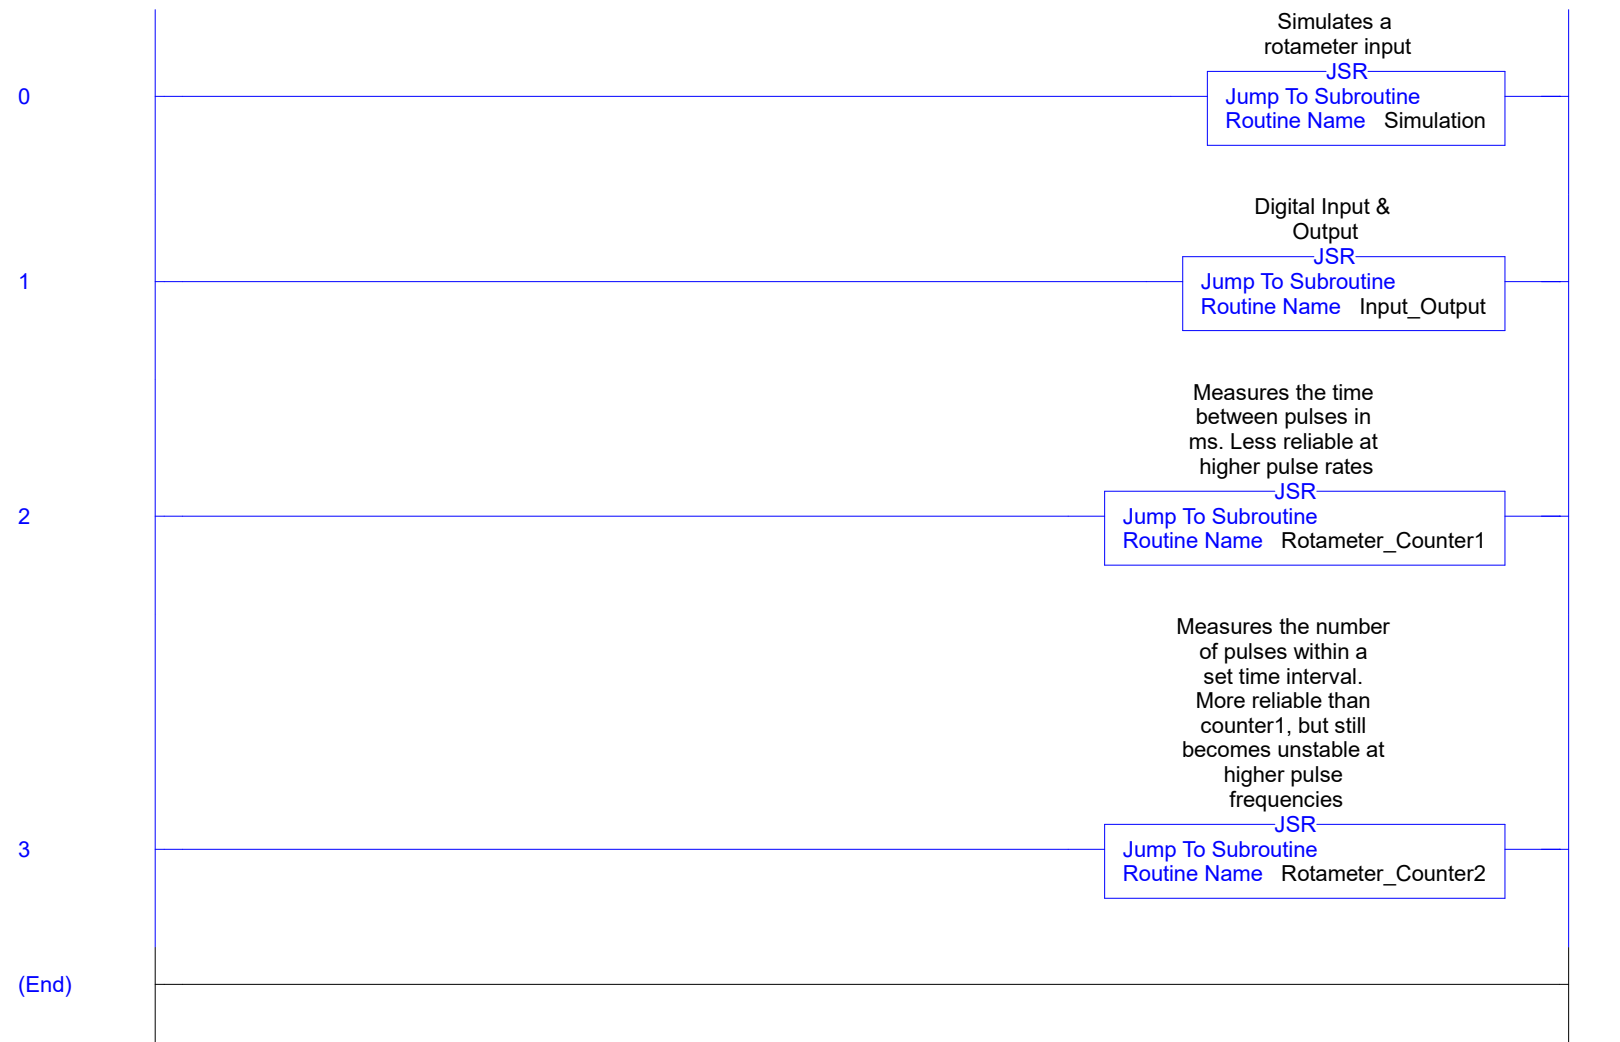 Simulates a
rotameter input
JSR
0
Jump To Subroutine
Routine Name Simulation
Digital Input &
Output
JSR
1
Jump To Subroutine
Routine Name Input_Output
Measures the time
between pulses in
ms. Less reliable at
higher pulse rates
JSR
2
Jump To Subroutine
Routine Name Rotameter_Counter1
Measures the number
of pulses within a
set time interval.
More reliable than
counter1, but still
becomes unstable at
higher pulse
frequencies
JSR
3
Jump To Subroutine
Routine Name Rotameter_Counter2
(End)